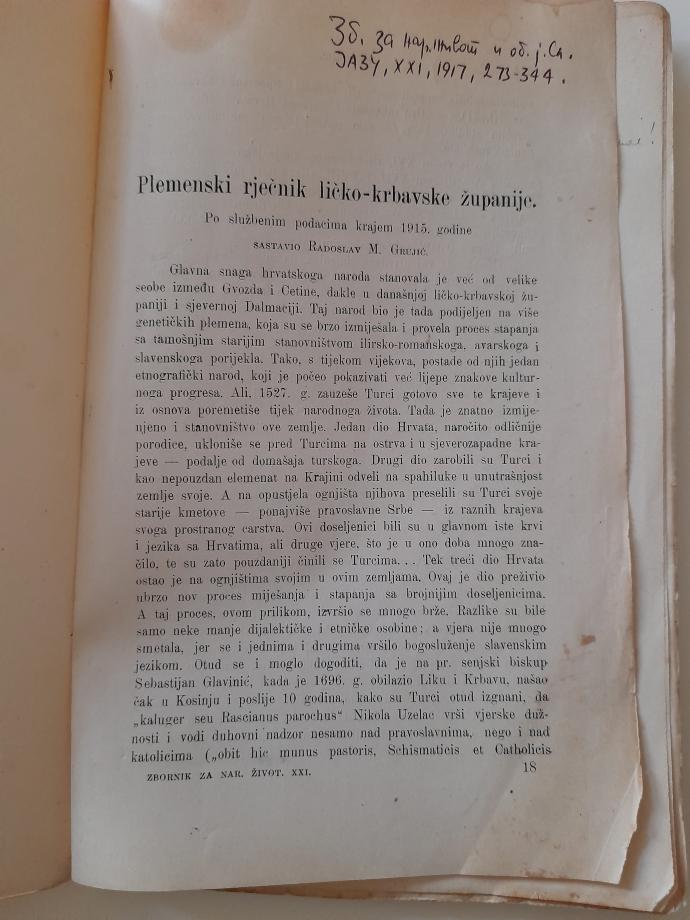 Зб. за нар. живот и об. ј. Сл.
ЈАЗУ, XXI, 1917, 273-344.
Plemenski rječnik ličko-krbavske županije.
Po službenim podacima krajem 1915. godine
SASTAVIO RADOSLAV M. GRUJIĆ.
Glavna snaga hrvatskoga naroda stanovala je već od velike
seobe između Gvozda i Cetine, dakle u današnjoj ličko-krbavskoj žu-
paniji i sjevernoj Dalmaciji. Taj narod bio je tada podijeljen na više
genetičkih plemena, koja su se brzo izmiješala i provela proces stapanja
sa tamošnjim starijim stanovništvom ilirsko-romanskoga, avarskoga i
slavenskoga porijekla. Tako, s tijekom vijekova, postade od njih jedan
etnografički narod, koji je počeo pokazivati već lijepe znakove kultur-
noga progresa. Ali, 1527. g. zauzeše Turci gotovo sve te krajeve i
iz osnova poremetiše tijek narodnoga života. Tada je znatno izmije-
njeno i stanovništvo ove zemlje. Jedan dio Hrvata, naročito odličnije
porodice, ukloniše se pred Turcima na ostrva i u sjeverozapadne kra-
jeve — podalje od domašaja turskoga. Drugi dio zarobili su Turci i
kao nepouzdan elemenat na Krajini odveli na spahiluke u unutrašnjost
zemlje svoje. A na opustjela ognjišta njihova preselili su Turci svoje
starije kmetove — ponajviše pravoslavne Srbe — iz raznih krajeva
svoga prostranog carstva. Ovi doseljenici bili su u glavnom iste krvi
i jezika sa Hrvatima, ali druge vjere, što je u ono doba mnogo zna-
čilo, te su zato pouzdaniji činili se Turcima... Tek treći dio Hrvata
ostao je na ognjištima svojim u ovim zemljama. Ovaj je dio preživio
ubrzo nov proces miješanja i stapanja sa brojnijim doseljenicima.
A taj proces, ovom prilikom, izvršio se mnogo brže. Razlike su bile
samo neke manje dijalektičke i etničke osobine; a vjera nije mnogo
smetala, jer se i jednima i drugima vršilo bogosluženje slavenskim
jezikom. Otud se i moglo dogoditi, da je na pr. senjski biskup
Sebastijan Glavinić, kada je 1696. g. obilazio Liku i Krbavu, našao
čak u Kosinju i poslije 10 godina, kako su Turci otud izgnani, da
„kaluger seu Rascianus parochus“ Nikola Uzelac vrši vjerske duž-
nosti i vodi duhovni nadzor nesamo nad pravoslavnima, nego i nad
katolicima („obit hic munus pastoris, Schismaticis et Catholicis
ZBORNIK ZA NAR. ŽIVOT. XXI. 18